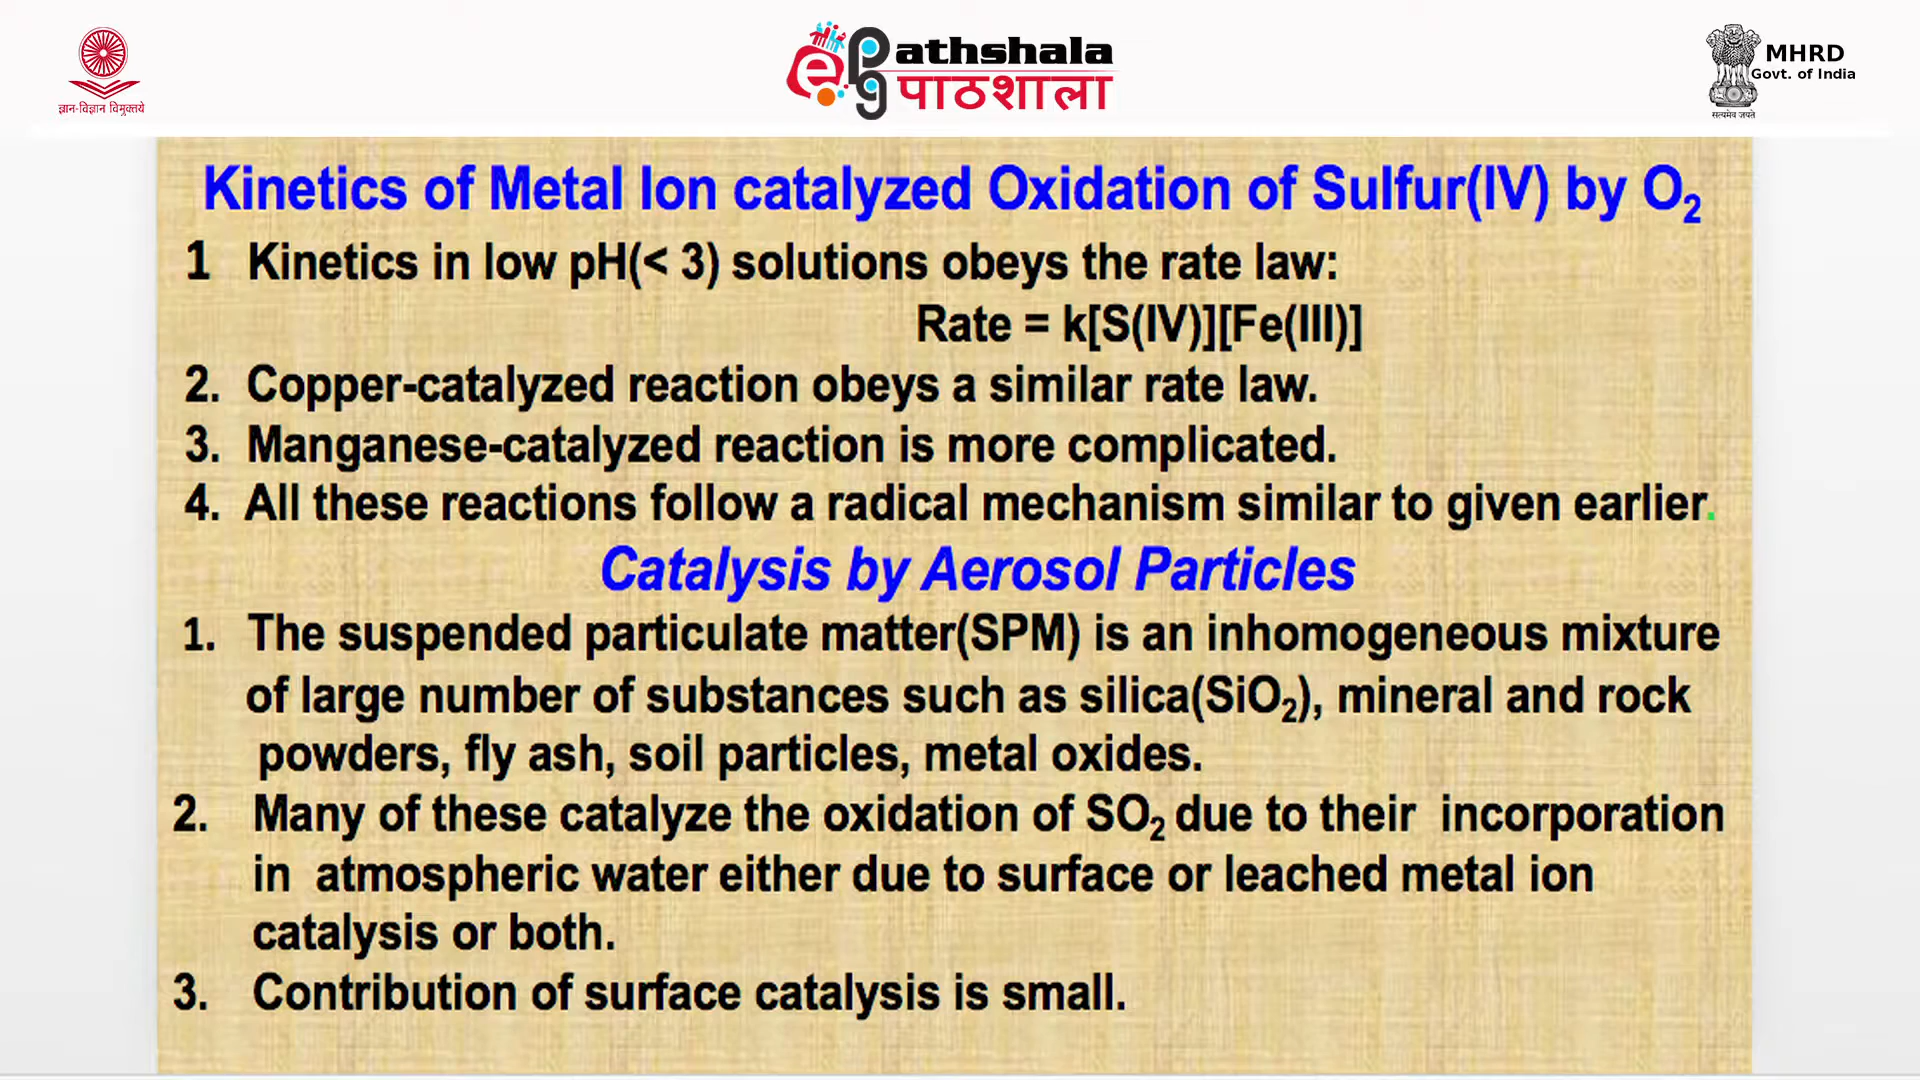 ज्ञान-विज्ञान विमुक्तये
athshala
पाठशाला
MHRD
Govt. of India
सत्यमेव जयते
Kinetics of Metal Ion catalyzed Oxidation of Sulfur(IV) by O₂
1 Kinetics in low pH(< 3) solutions obeys the rate law:
Rate = k[S(IV)][Fe(III)]
2. Copper-catalyzed reaction obeys a similar rate law.
3. Manganese-catalyzed reaction is more complicated.
4. All these reactions follow a radical mechanism similar to given earlier.
Catalysis by Aerosol Particles
1. The suspended particulate matter(SPM) is an inhomogeneous mixture
of large number of substances such as silica(SiO₂), mineral and rock
powders, fly ash, soil particles, metal oxides.
2. Many of these catalyze the oxidation of SO₂ due to their incorporation
in atmospheric water either due to surface or leached metal ion
catalysis or both.
3. Contribution of surface catalysis is small.